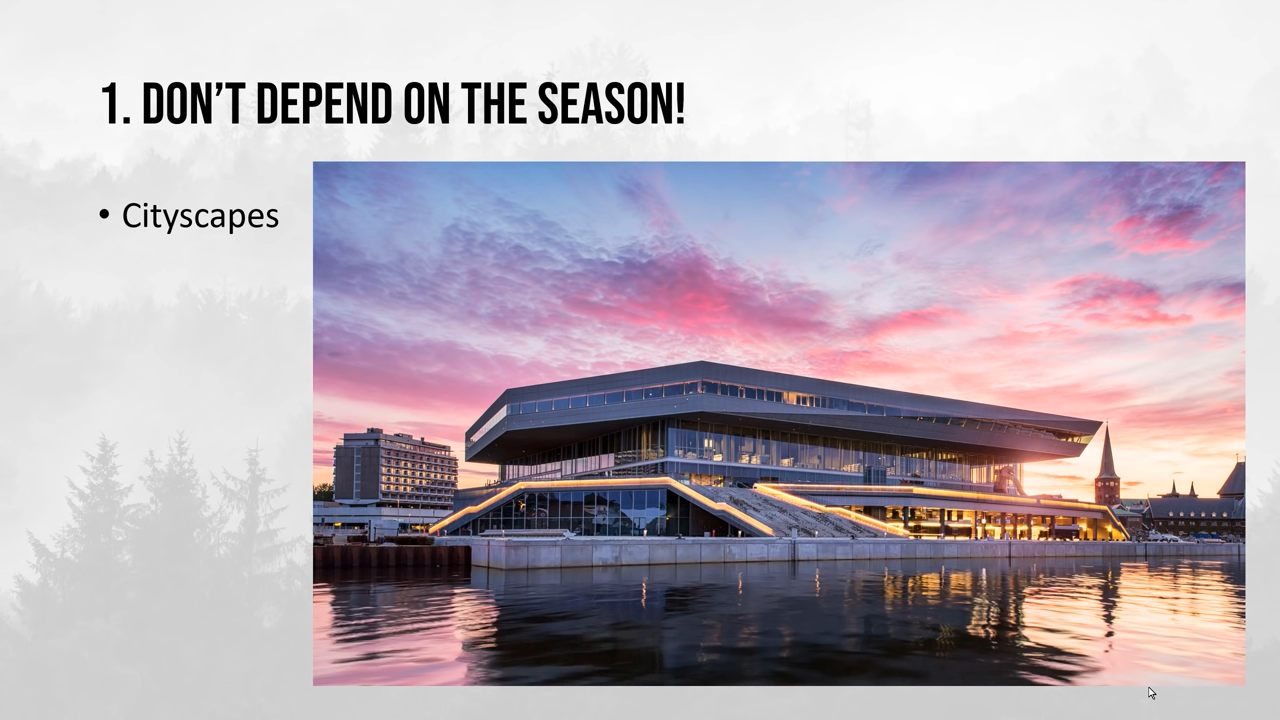 1. DON’T DEPEND ON THE SEASON!
• Cityscapes